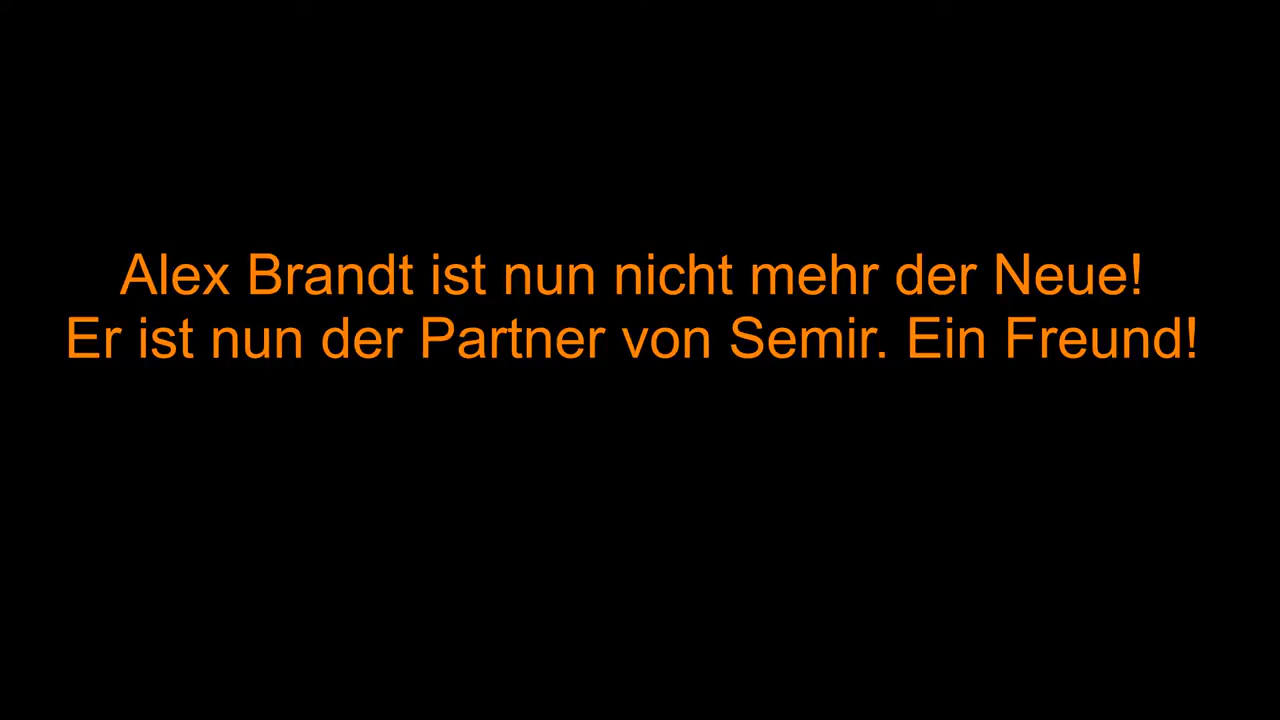 Alex Brandt ist nun nicht mehr der Neue!
Er ist nun der Partner von Semir. Ein Freund!